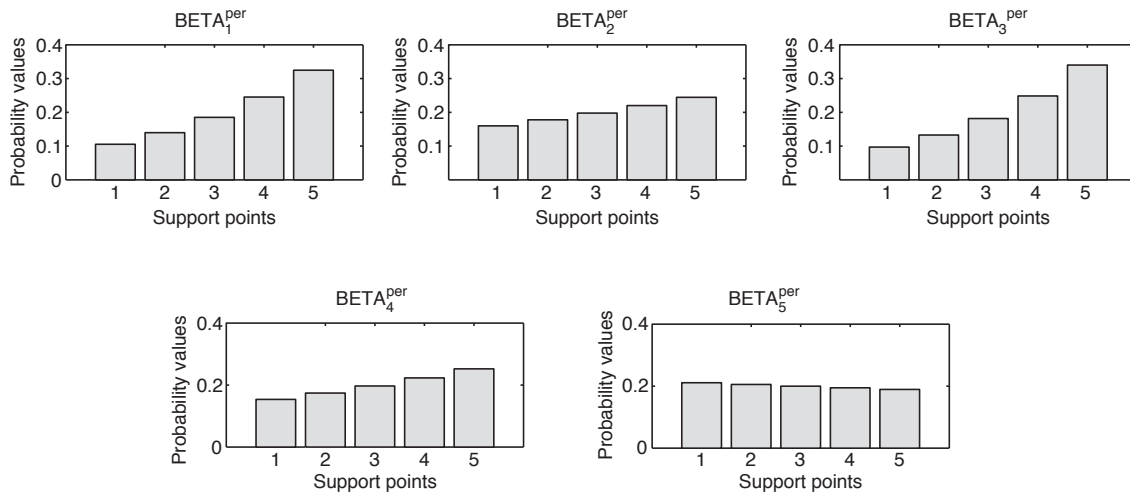 BETA₁ᵖᵉʳ
Probability values
0.4
0.3
0.2
0.1
0
1 2 3 4 5
Support points
BETA₂ᵖᵉʳ
Probability values
0.4
0.3
0.2
0.1
1 2 3 4 5
Support points
BETA₃ᵖᵉʳ
Probability values
0.4
0.3
0.2
0.1
1 2 3 4 5
Support points
BETA₄ᵖᵉʳ
Probability values
0.4
0.2
0
1 2 3 4 5
Support points
BETA₅ᵖᵉʳ
Probability values
0.4
0.2
0
1 2 3 4 5
Support points